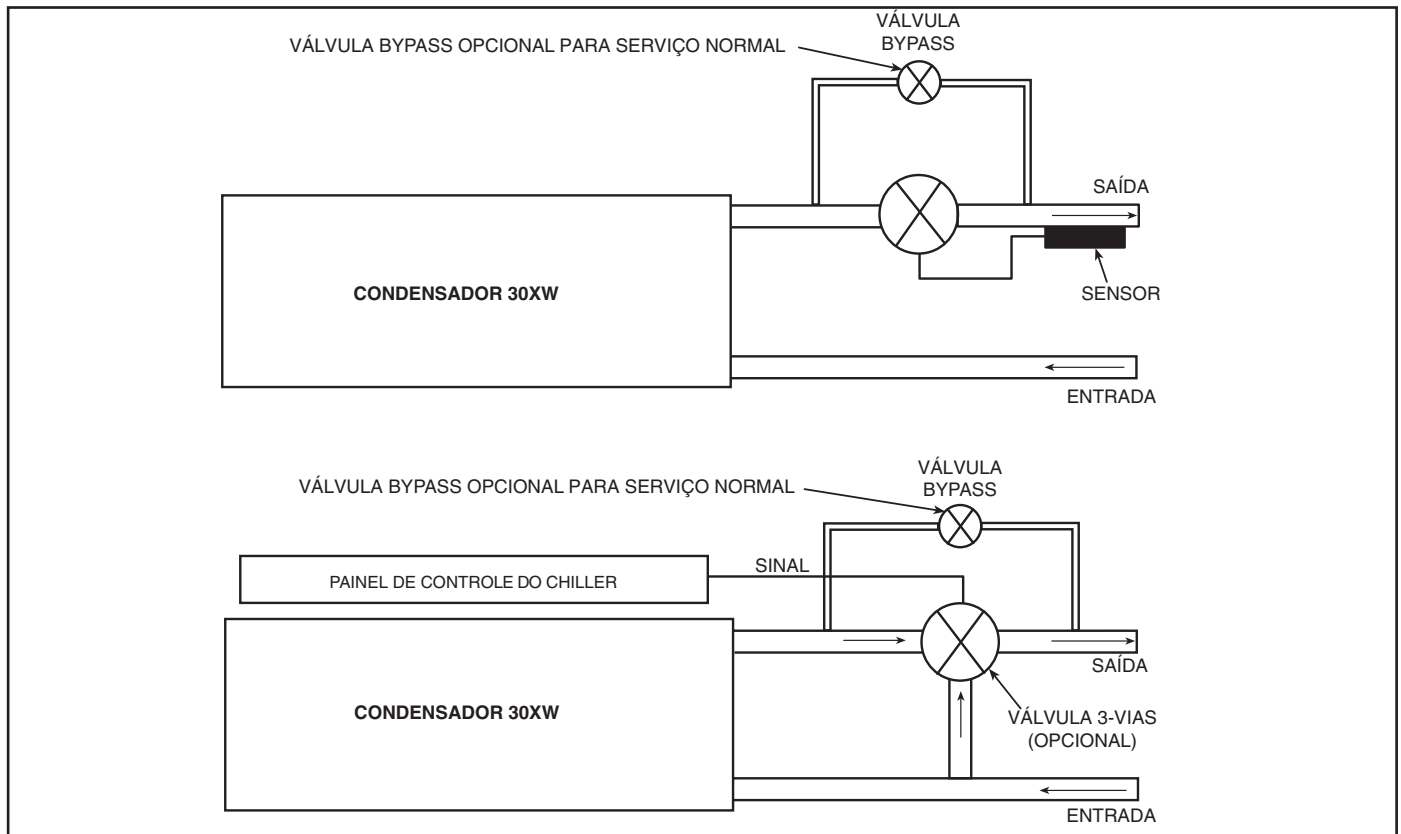 VÁLVULA
BYPASS
VÁLVULA BYPASS OPCIONAL PARA SERVIÇO NORMAL
SAÍDA
CONDENSADOR 30XW
SENSOR
ENTRADA
VÁLVULA
BYPASS
VÁLVULA BYPASS OPCIONAL PARA SERVIÇO NORMAL
SINAL
PAINEL DE CONTROLE DO CHILLER
SAÍDA
CONDENSADOR 30XW
VÁLVULA 3-VIAS
(OPCIONAL)
ENTRADA